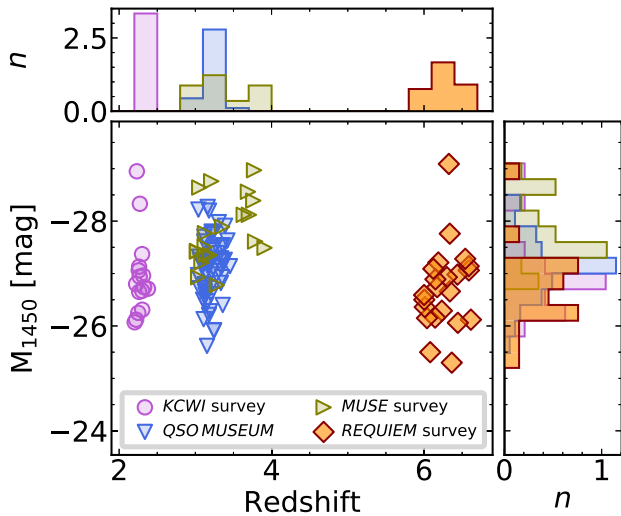 n
2.5
0.0
M1450 [mag]
−28
−26
−24
KCWI survey
MUSE survey
QSO MUSEUM
REQUIEM survey
2
4
6
Redshift
0
1
n